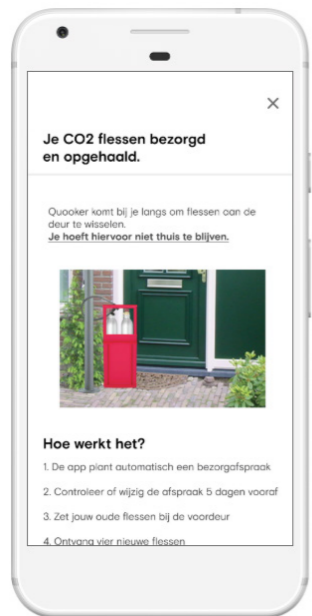 Je CO2 flessen bezorgd
en opgehaald.
Quooker komt bij je langs om flessen aan de
deur te wisselen.
Je hoeft hiervoor niet thuis te blijven.
Hoe werkt het?
1. De app plant automatisch een bezorgafspraak
2. Controleer of wijzig de afspraak 5 dagen vooraf
3. Zet jouw oude flessen bij de voordeur
4. Ontvang vier nieuwe flessen